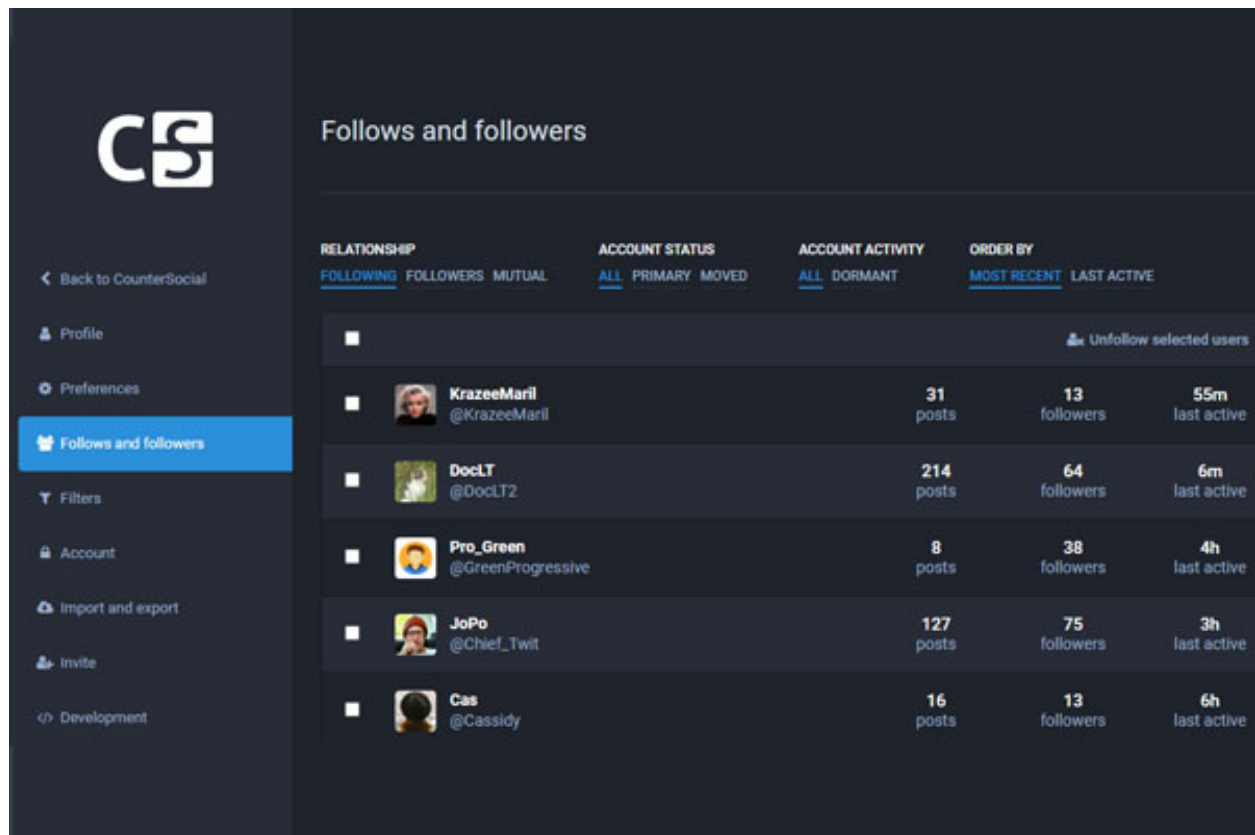 CS
Follows and followers
RELATIONSHIP ACCOUNT STATUS ACCOUNT ACTIVITY ORDER BY
FOLLOWING FOLLOWERS MUTUAL ALL PRIMARY MOVED ALL DORMANT MOST RECENT LAST ACTIVE
Back to CounterSocial
Profile
Preferences
Follows and followers
Filters
Account
Import and export
Invite
Development
Unfollow selected users
KrazeeMaril 31 13 55m
@KrazeeMaril posts followers last active
DocLT 214 64 6m
@DocLT2 posts followers last active
Pro_Green 8 38 4h
@GreenProgressive posts followers last active
JoPo 127 75 3h
@Chief_Twit posts followers last active
Cas 16 13 6h
@Cassidy posts followers last active